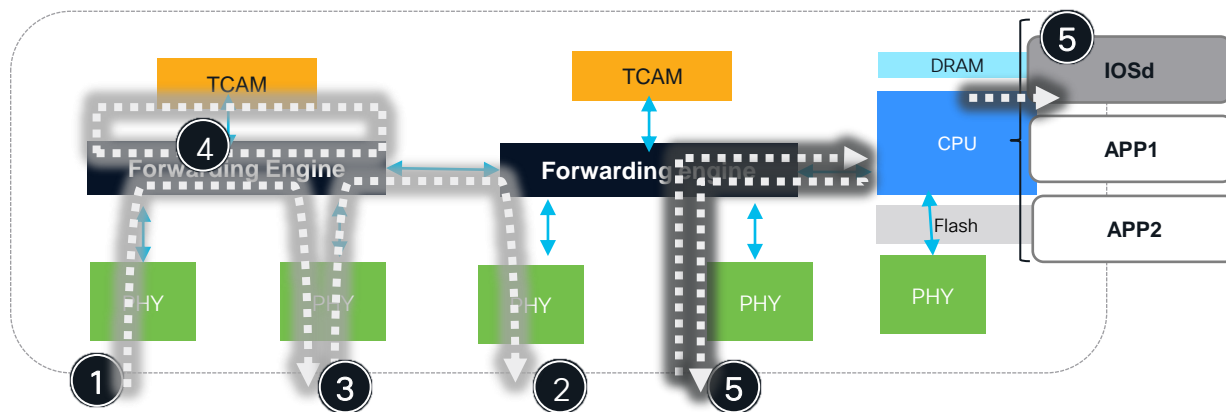 5
TCAM
TCAM
DRAM
IOSd
4
CPU
APP1
Forwarding Engine
Forwarding engine
Flash
APP2
PHY
PHY
PHY
PHY
PHY
1
3
2
5